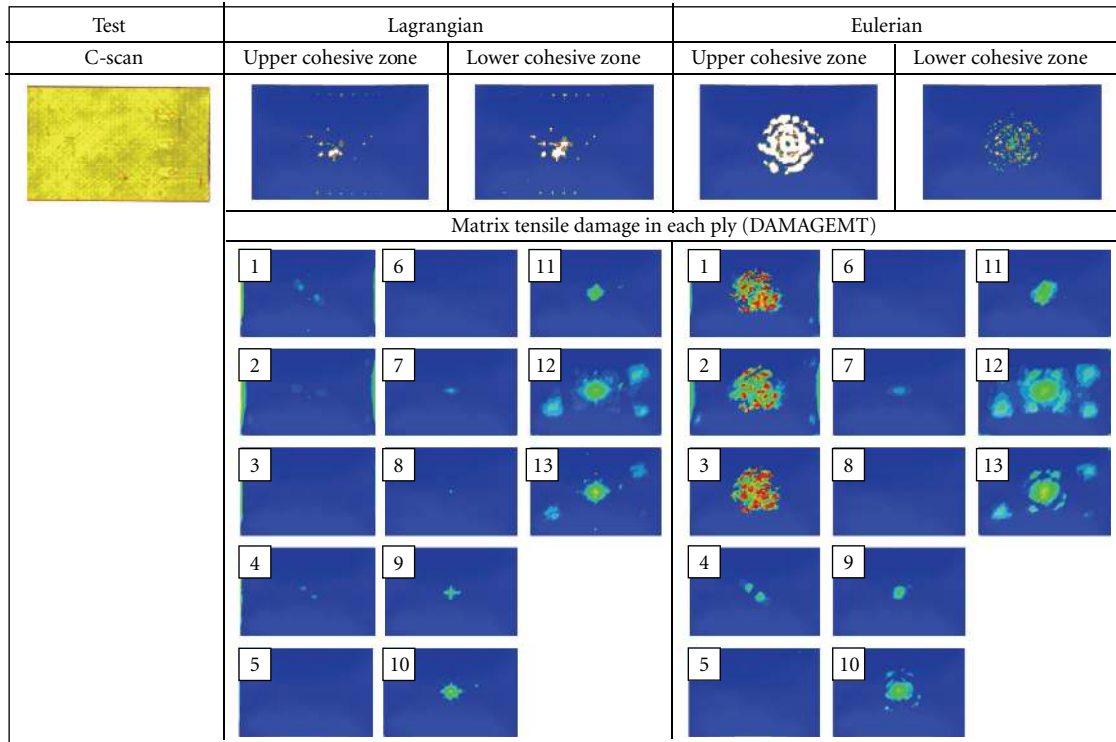 Test Lagrangian Eulerian
C-scan Upper cohesive zone Lower cohesive zone Upper cohesive zone Lower cohesive zone
Matrix tensile damage in each ply (DAMAGEMT)
1 6 11 1 6 11
2 7 12 2 7 12
3 8 13 3 8 13
4 9 4 9
5 10 5 10